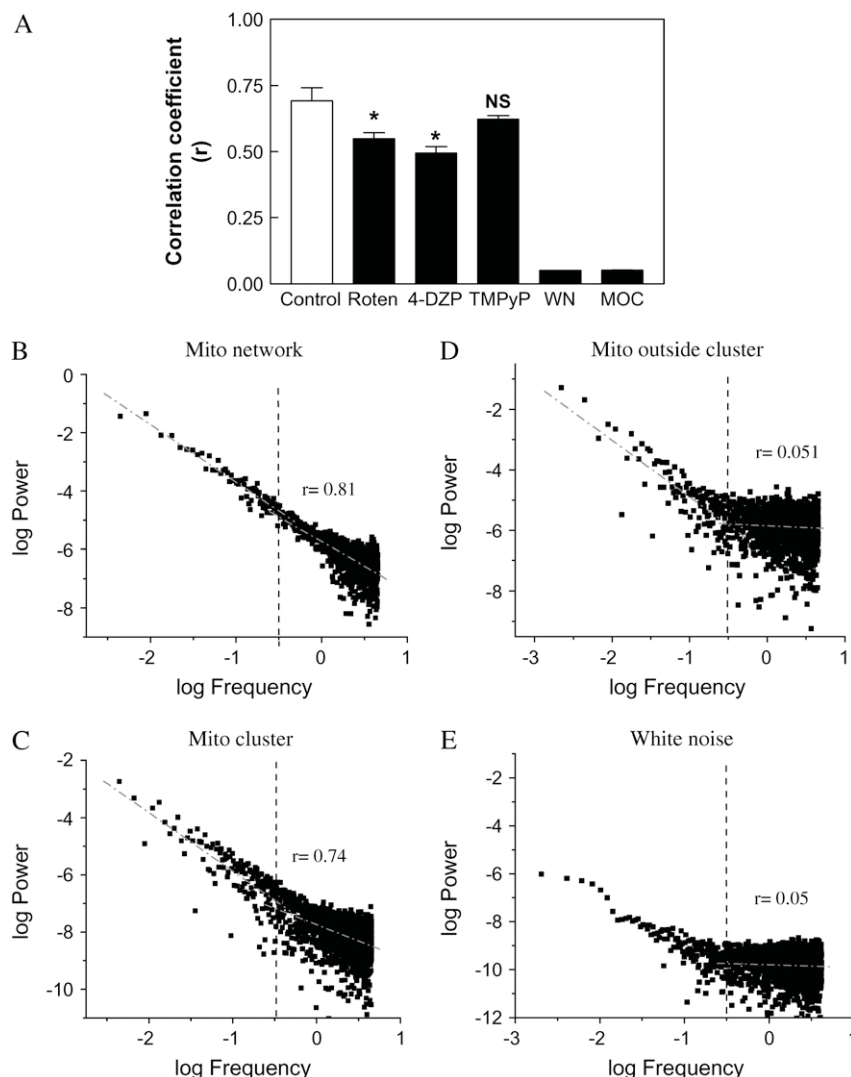 A
Correlation coefficient
(r)
1.00
0.75
0.50
0.25
0.00
*
*
NS
Control Roten 4-DZP TMPyP WN MOC
B
Mito network
log Power
0
-2
-4
-6
-8
r= 0.81
-2 -1 0 1
log Frequency
D
Mito outside cluster
log Power
-2
-4
-6
-8
r= 0.051
-3 -2 -1 0 1
log Frequency
C
Mito cluster
log Power
-2
-4
-6
-8
-10
r= 0.74
-2 -1 0 1
log Frequency
E
White noise
log Power
-2
-4
-6
-8
-10
-12
r= 0.05
-3 -2 -1 0 1
log Frequency